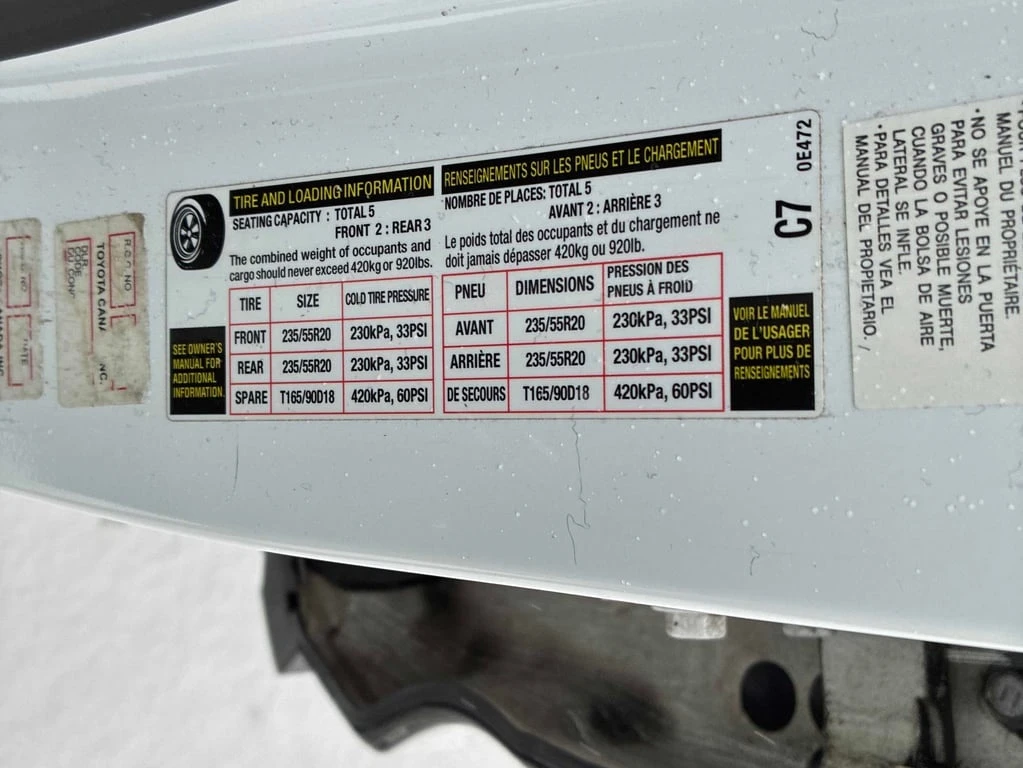 TIRE AND LOADING INFORMATION
SEATING CAPACITY : TOTAL 5
FRONT 2 : REAR 3
The combined weight of occupants and
cargo should never exceed 420kg or 920lbs.
TIRE SIZE COLD TIRE PRESSURE
FRONT 235/55R20 230kPa, 33PSI
REAR 235/55R20 230kPa, 33PSI
SPARE T165/90D18 420kPa, 60PSI
SEE OWNER'S
MANUAL FOR
ADDITIONAL
INFORMATION.
RENSEIGNEMENTS SUR LES PNEUS ET LE CHARGEMENT
NOMBRE DE PLACES: TOTAL 5
AVANT 2 : ARRIÈRE 3
Le poids total des occupants et du chargement ne
doit jamais dépasser 420kg ou 920lb.
PNEU DIMENSIONS PRESSION DES
PNEUS À FROID
AVANT 235/55R20 230kPa, 33PSI
ARRIÈRE 235/55R20 230kPa, 33PSI
DE SECOURS T165/90D18 420kPa, 60PSI
VOIR LE MANUEL
DE L'USAGER
POUR PLUS DE
RENSEIGNEMENTS
C7
0E472
MANUEL DU PROPRIÉTAIRE.
•NO SE APOYE EN LA PUERTA
PARA EVITAR LESIONES
GRAVES O POSIBLE MUERTE,
CUANDO LA BOLSA DE AIRE
LATERAL SE INFLE.
•PARA DETALLES VEA EL
MANUAL DEL PROPIETARIO.
NO
TOYOTA CANA
NC.
DLR.
CODE
DATE